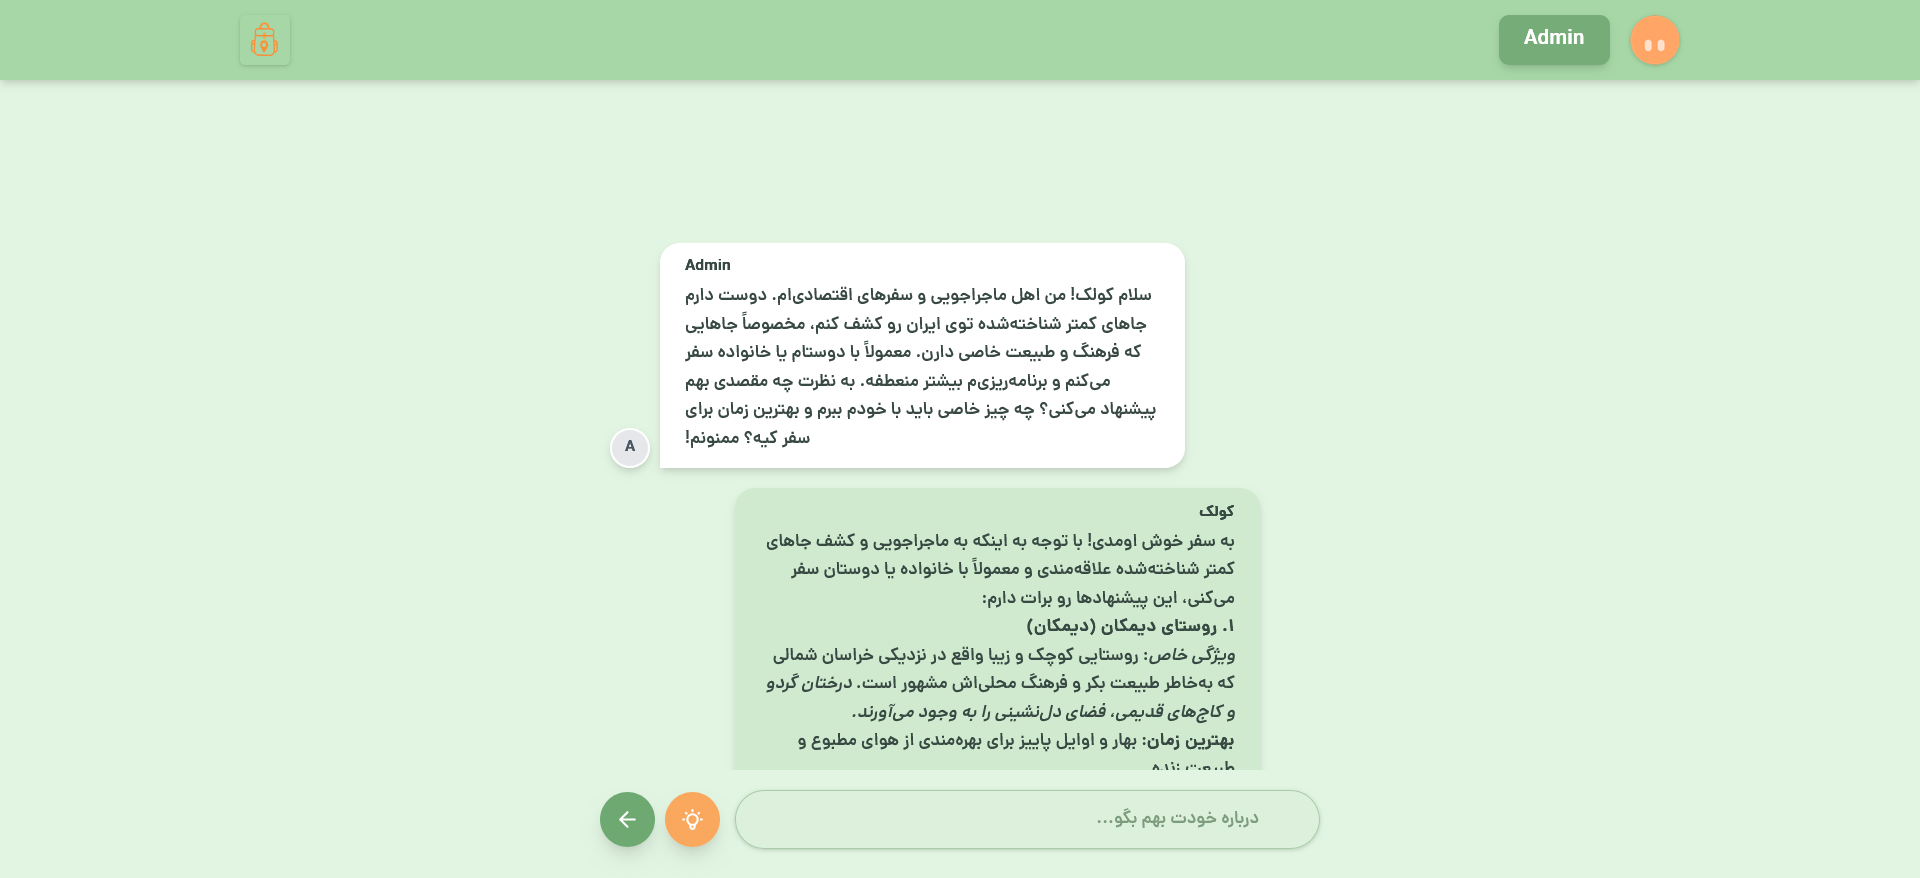 Admin
Admin
سلام کولک! من اهل ماجراجویی و سفرهای اقتصادی‌ام. دوست دارم
جاهای کمتر شناخته‌شده توی ایران رو کشف کنم، مخصوصاً جاهایی
که فرهنگ و طبیعت خاصی دارن. معمولاً با دوستام یا خانواده سفر
می‌کنم و برنامه‌ریزی‌م بیشتر منعطفه. به نظرت چه مقصدی بهم
پیشنهاد می‌کنی؟ چه چیز خاصی باید با خودم ببرم و بهترین زمان برای
سفر کیه؟ ممنونم!
A
کولک
به سفر خوش اومدی! با توجه به اینکه به ماجراجویی و کشف جاهای
کمتر شناخته‌شده علاقه‌مندی و معمولاً با خانواده یا دوستان سفر
می‌کنی، این پیشنهادها رو برات دارم:
۱. روستای دیمکان (دیمکان)
ویژگی خاص: روستایی کوچک و زیبا واقع در نزدیکی خراسان شمالی
که به‌خاطر طبیعت بکر و فرهنگ محلی‌اش مشهور است. درختان گردو
و کاج‌های قدیمی، فضای دل‌نشینی را به وجود می‌آورند.
بهترین زمان: بهار و اوایل پاییز برای بهره‌مندی از هوای مطبوع و
طبیعت زنده
درباره خودت بهم بگو...